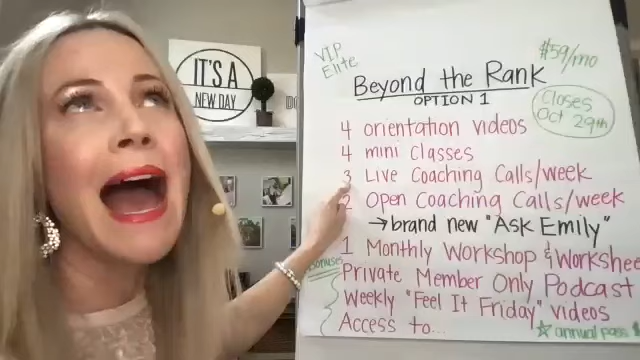 IT'S A
NEW DAY
VIP
Elite
$59/mo
Beyond the Rank
OPTION 1
Closes
Oct 29th
4 orientation videos
4 mini Classes
3 Live Coaching Calls/week
2 Open Coaching Calls/week
→brand new "Ask Emily"
1 Monthly Workshop & Workshee
Bonuses
Private Member Only Podcast
Weekly "Feel It Friday" videos
Access to...
☆ annual pass